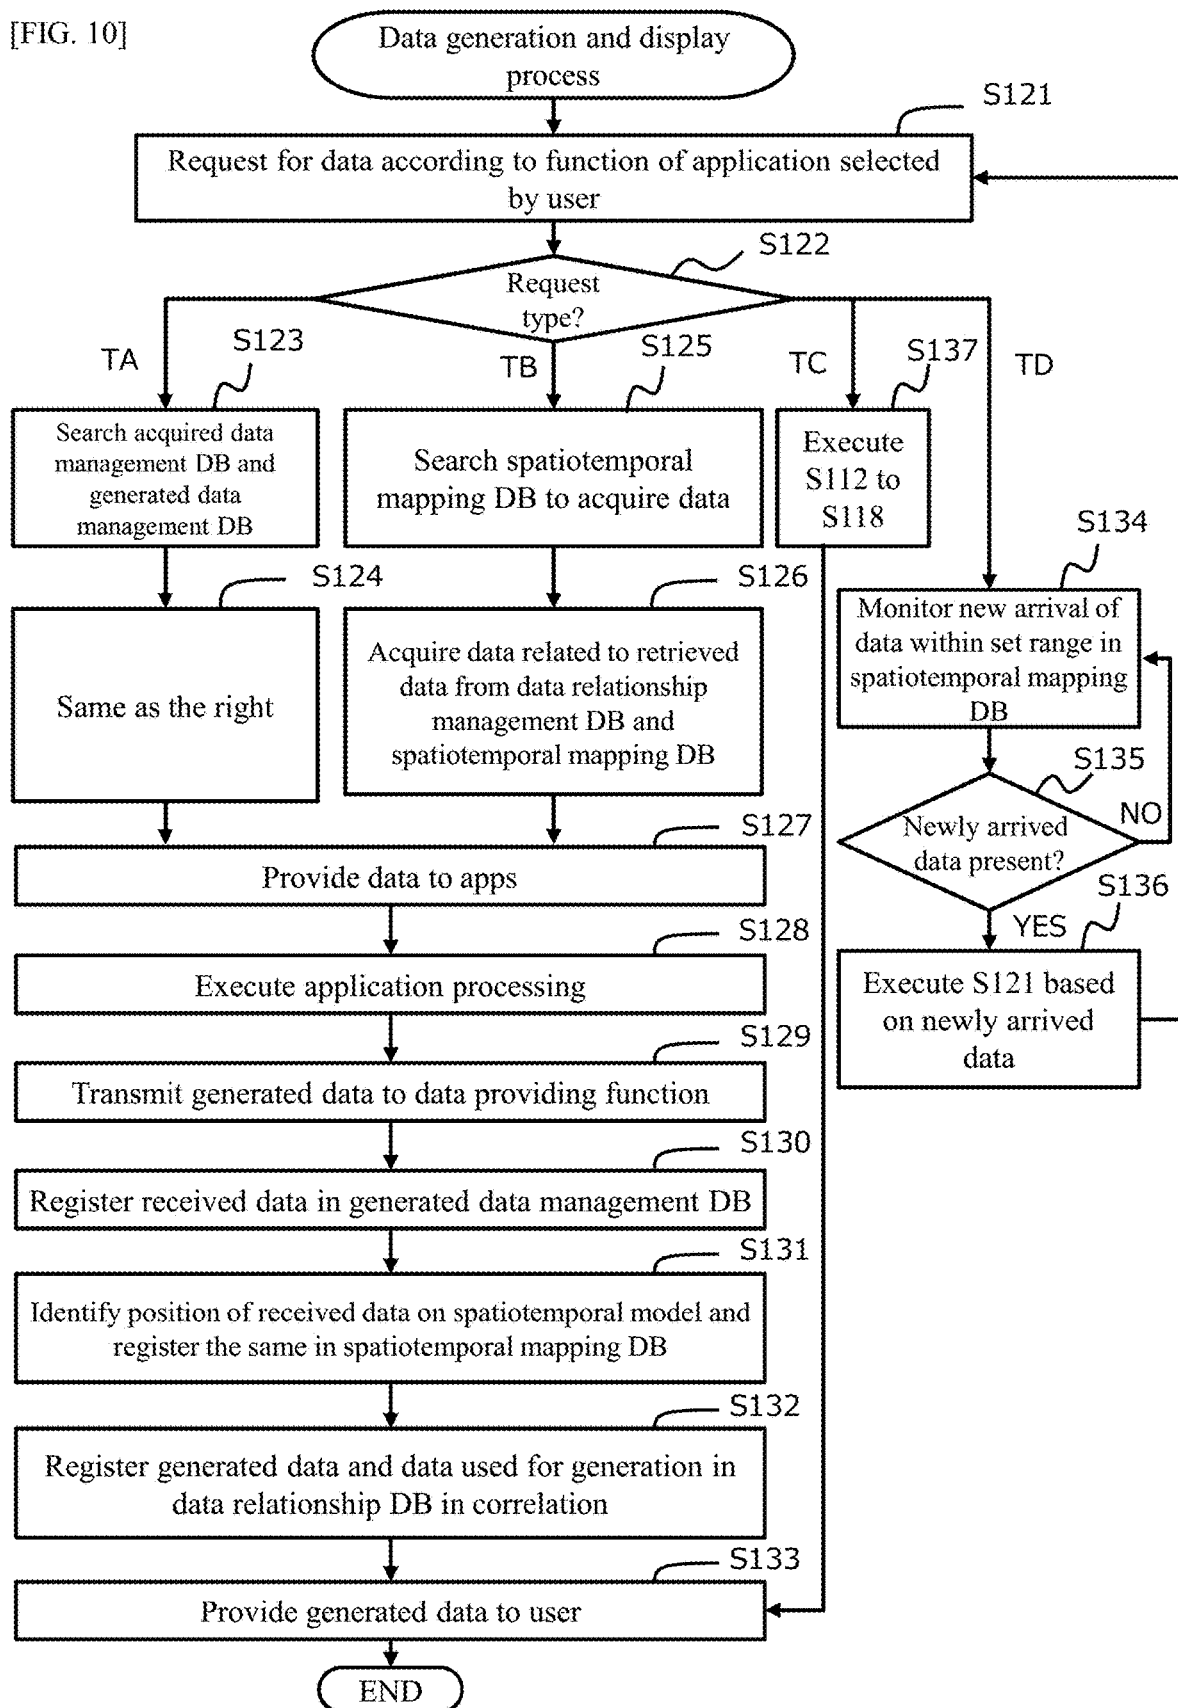 [FIG. 10]
Data generation and display
process
S121
Request for data according to function of application selected
by user
S122
Request
type?
TA
S123
TB
S125
TC
S137
TD
Search acquired data
management DB and
generated data
management DB
Search spatiotemporal
mapping DB to acquire data
Execute
S112 to
S118
S134
Monitor new arrival of
data within set range in
spatiotemporal mapping
DB
S124
Same as the right
S126
Acquire data related to retrieved
data from data relationship
management DB and
spatiotemporal mapping DB
S135
Newly arrived
data present?
NO
YES
S136
Execute S121 based
on newly arrived
data
S127
Provide data to apps
S128
Execute application processing
S129
Transmit generated data to data providing function
S130
Register received data in generated data management DB
S131
Identify position of received data on spatiotemporal model and
register the same in spatiotemporal mapping DB
S132
Register generated data and data used for generation in
data relationship DB in correlation
S133
Provide generated data to user
END